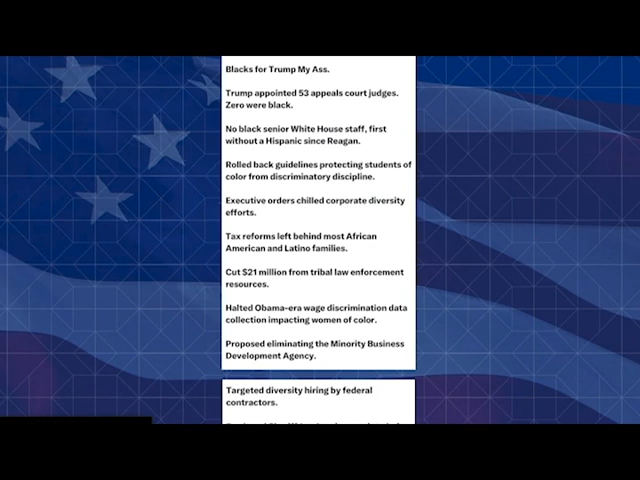 Blacks for Trump My Ass.
Trump appointed 53 appeals court judges.
Zero were black.
No black senior White House staff, first
without a Hispanic since Reagan.
Rolled back guidelines protecting students of
color from discriminatory discipline.
Executive orders chilled corporate diversity
efforts.
Tax reforms left behind most African
American and Latino families.
Cut $21 million from tribal law enforcement
resources.
Halted Obama-era wage discrimination data
collection impacting women of color.
Proposed eliminating the Minority Business
Development Agency.
Targeted diversity hiring by federal
contractors.